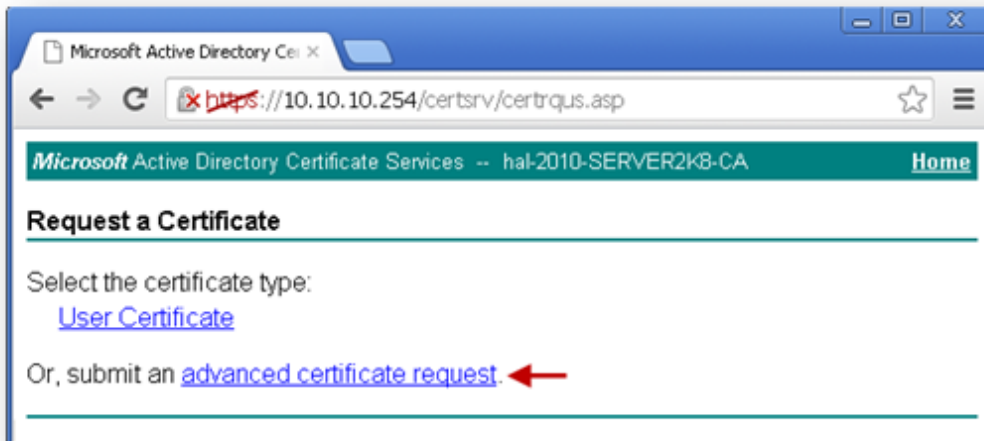 Microsoft Active Directory Cer
https://10.10.10.254/certsrv/certrqus.asp
Microsoft Active Directory Certificate Services -- hal-2010-SERVER2K8-CA Home
Request a Certificate
Select the certificate type:
User Certificate
Or, submit an advanced certificate request.